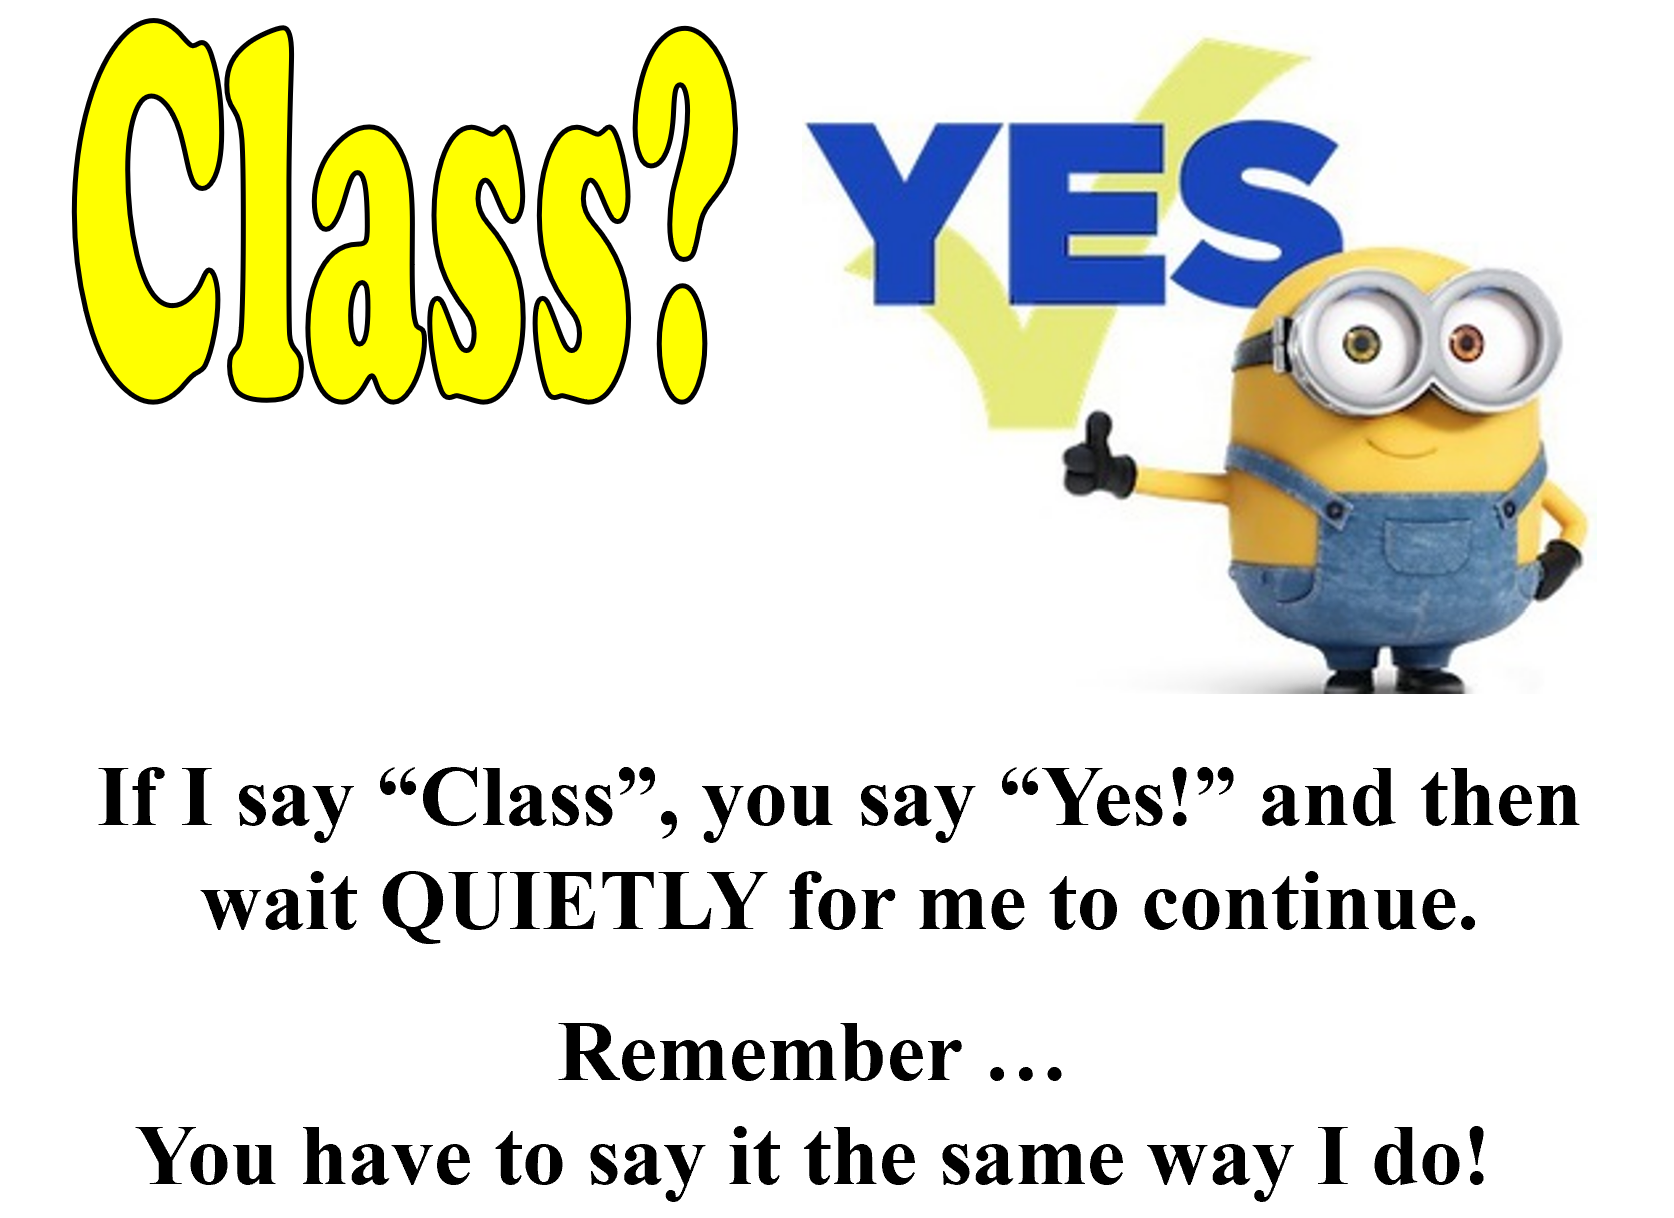 Class?
YES
If I say “Class”, you say “Yes!” and then
wait QUIETLY for me to continue.
Remember …
You have to say it the same way I do!